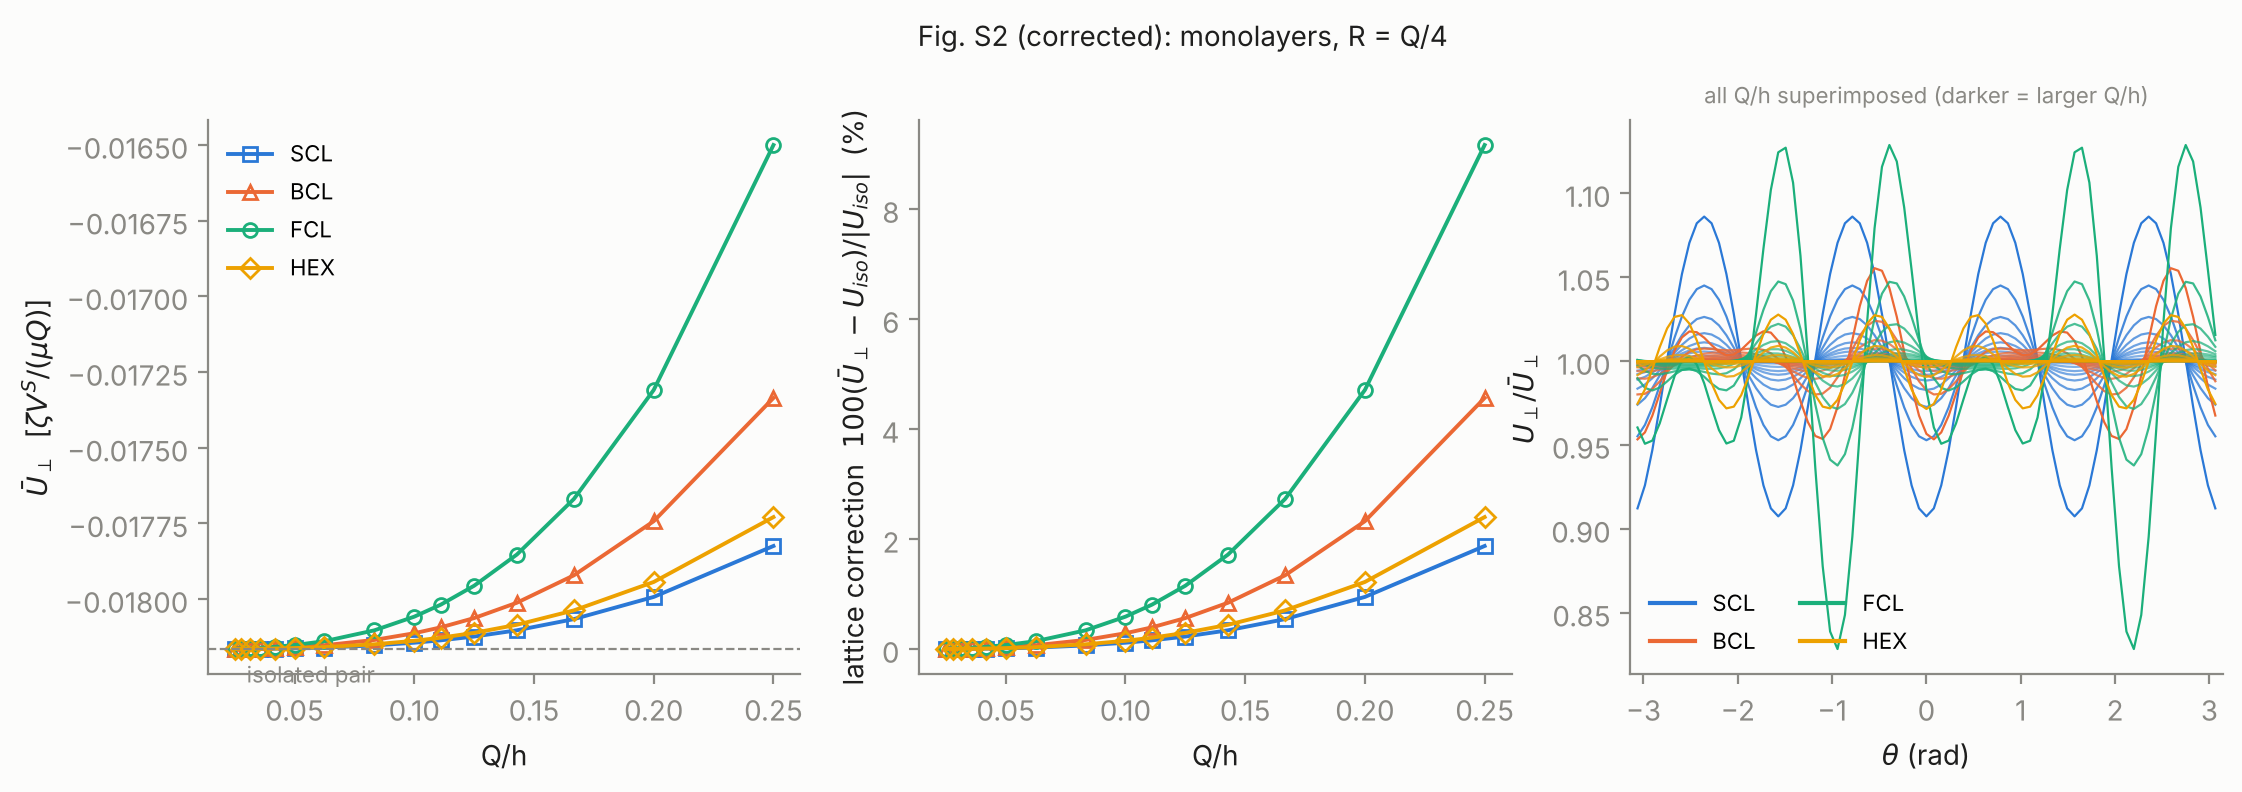 Fig. S2 (corrected): monolayers, R = Q/4
Ū⊥ [ζV^S/(μQ)]
−0.01650
−0.01675
−0.01700
−0.01725
−0.01750
−0.01775
−0.01800
SCL
BCL
FCL
HEX
isolated pair
0.05 0.10 0.15 0.20 0.25
Q/h
lattice correction 100(Ū⊥ − U_iso)/|U_iso| (%)
8
6
4
2
0
0.05 0.10 0.15 0.20 0.25
Q/h
all Q/h superimposed (darker = larger Q/h)
U⊥/Ū⊥
1.10
1.05
1.00
0.95
0.90
0.85
SCL FCL
BCL HEX
−3 −2 −1 0 1 2 3
θ (rad)